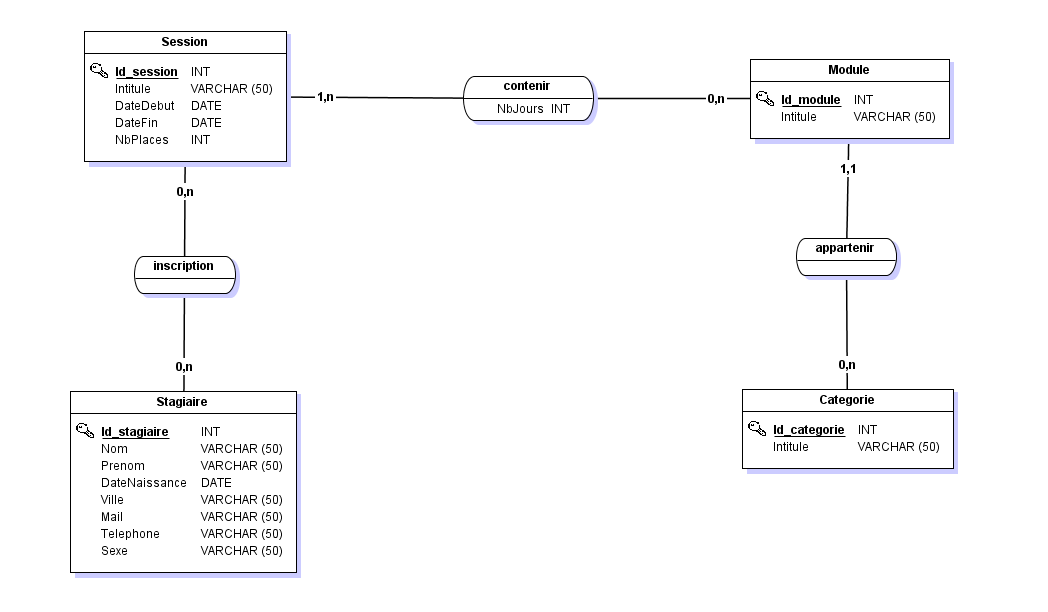 Session
Id_session INT
Intitule VARCHAR (50)
DateDebut DATE
DateFin DATE
NbPlaces INT
1,n
contenir
NbJours INT
0,n
Module
Id_module INT
Intitule VARCHAR (50)
0,n
inscription
0,n
1,1
appartenir
0,n
Stagiaire
Id_stagiaire INT
Nom VARCHAR (50)
Prenom VARCHAR (50)
DateNaissance DATE
Ville VARCHAR (50)
Mail VARCHAR (50)
Telephone VARCHAR (50)
Sexe VARCHAR (50)
Categorie
Id_categorie INT
Intitule VARCHAR (50)